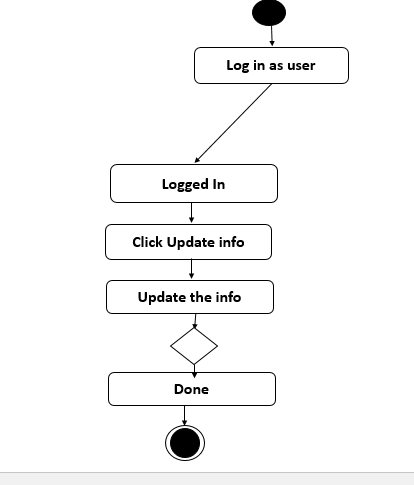 Log in as user
Logged In
Click Update info
Update the info
Done